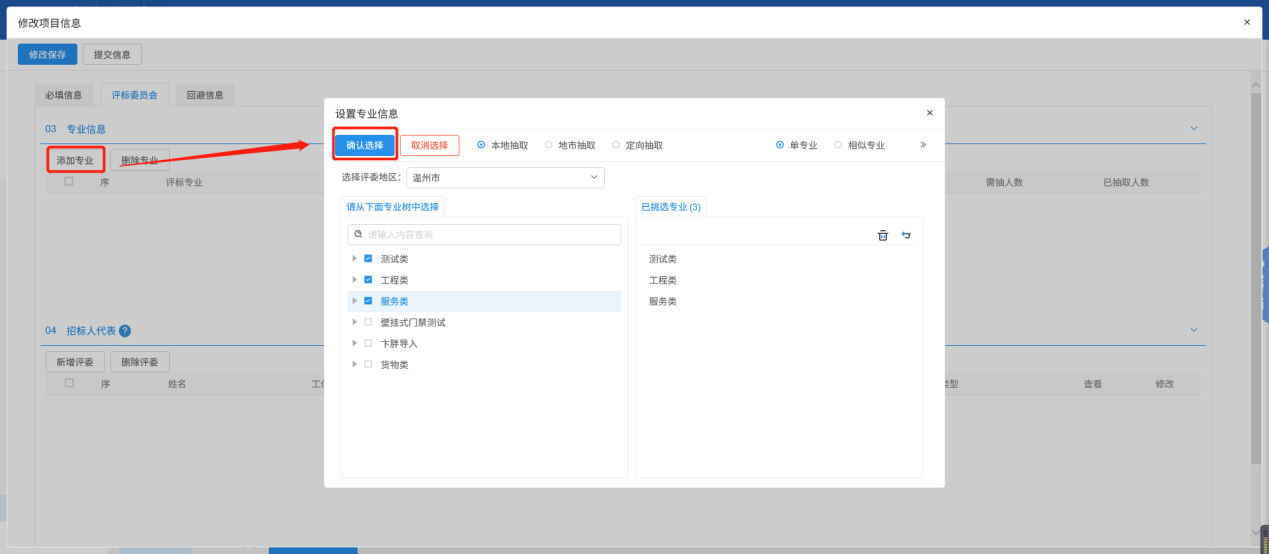 修改项目信息
修改保存 提交信息
必填信息 评标委员会 回避信息
03 专业信息
添加专业 删除专业
序 评标专业 需抽人数 已抽取人数
设置专业信息
确认选择 取消选择 本地抽取 地市抽取 定向抽取 单专业 相似专业
选择评委地区: 温州市
请从下面专业树中选择
请输入内容查询
测试类
工程类
服务类
壁挂式门禁测试
卞胖导入
货物类
已挑选专业 (3)
测试类
工程类
服务类
04 招标人代表
新增评委 删除评委
序 姓名 查看 修改